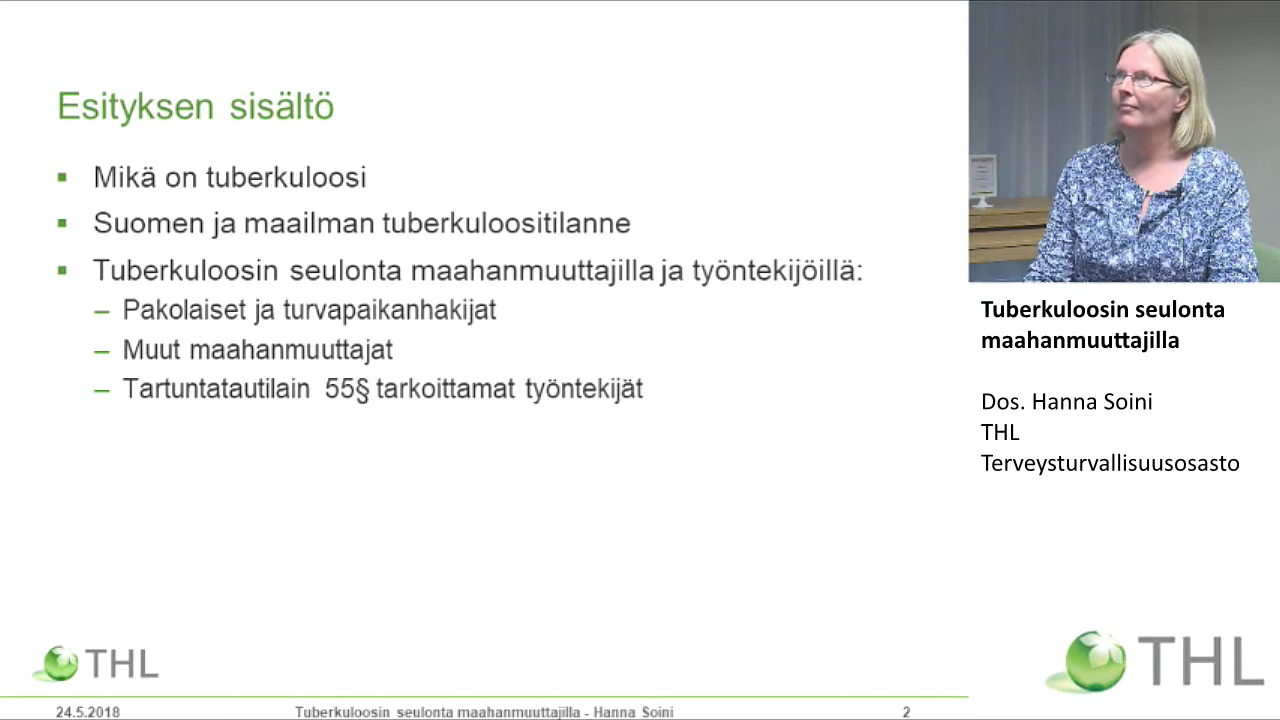 Esityksen sisältö
Mikä on tuberkuloosi
Suomen ja maailman tuberkuloositilanne
Tuberkuloosin seulonta maahanmuuttajilla ja työntekijöillä:
– Pakolaiset ja turvapaikanhakijat
– Muut maahanmuuttajat
– Tartuntatautilain 55§ tarkoittamat työntekijät
THL
24.5.2018 Tuberkuloosin seulonta maahanmuuttajilla - Hanna Soini 2
Tuberkuloosin seulonta
maahanmuuttajilla
Dos. Hanna Soini
THL
Terveysturvallisuusosasto
THL